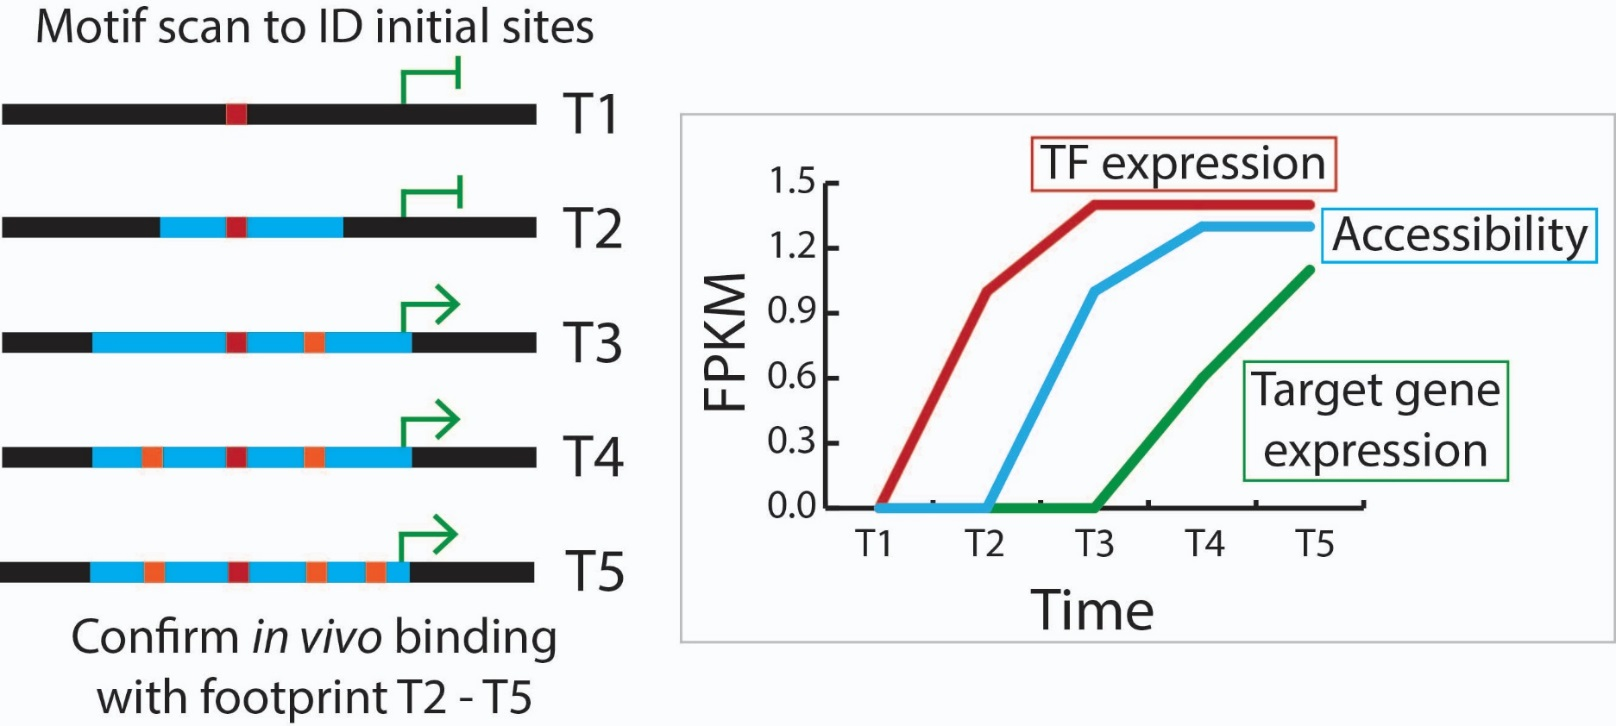 Motif scan to ID initial sites
T1
T2
T3
T4
T5
Confirm in vivo binding
with footprint T2 - T5
TF expression
Accessibility
Target gene
expression
FPKM
1.5
1.2
0.9
0.6
0.3
0.0
T1 T2 T3 T4 T5
Time